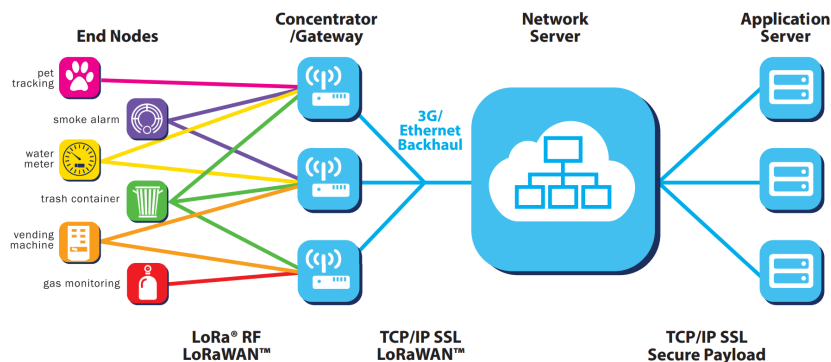 End Nodes
Concentrator
/Gateway
Network
Server
Application
Server
pet
tracking
smoke alarm
water
meter
trash container
vending
machine
gas monitoring
3G/
Ethernet
Backhaul
LoRa® RF
LoRaWAN™
TCP/IP SSL
LoRaWAN™
TCP/IP SSL
Secure Payload